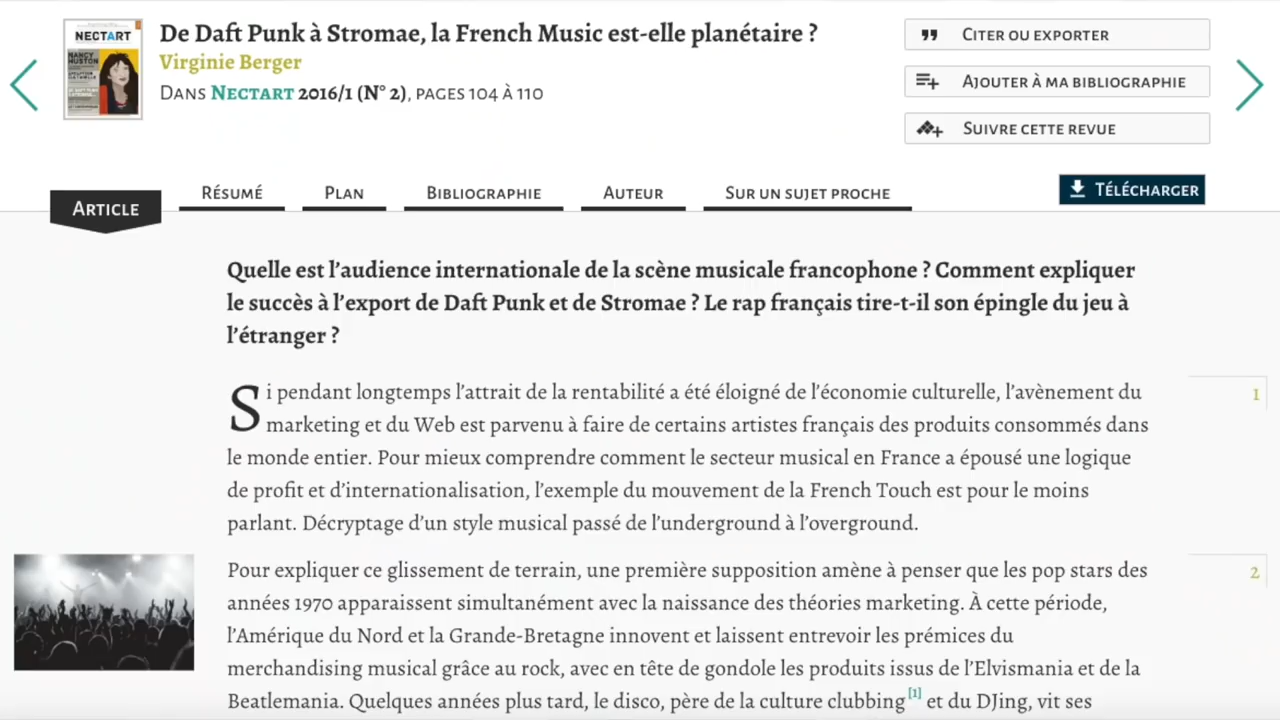 De Daft Punk à Stromae, la French Music est-elle planétaire ?
Virginie Berger
Dans Nectart 2016/1 (N° 2), pages 104 à 110
NECTART
NANCY
HUSTON
Citer ou exporter
Ajouter à ma bibliographie
Suivre cette revue
Article
Résumé
Plan
Bibliographie
Auteur
Sur un sujet proche
Télécharger
Quelle est l’audience internationale de la scène musicale francophone ? Comment expliquer
le succès à l’export de Daft Punk et de Stromae ? Le rap français tire-t-il son épingle du jeu à
l’étranger ?
Si pendant longtemps l’attrait de la rentabilité a été éloigné de l’économie culturelle, l’avènement du
marketing et du Web est parvenu à faire de certains artistes français des produits consommés dans
le monde entier. Pour mieux comprendre comment le secteur musical en France a épousé une logique
de profit et d’internationalisation, l’exemple du mouvement de la French Touch est pour le moins
parlant. Décryptage d’un style musical passé de l’underground à l’overground.
1
Pour expliquer ce glissement de terrain, une première supposition amène à penser que les pop stars des
années 1970 apparaissent simultanément avec la naissance des théories marketing. À cette période,
l’Amérique du Nord et la Grande-Bretagne innovent et laissent entrevoir les prémices du
merchandising musical grâce au rock, avec en tête de gondole les produits issus de l’Elvismania et de la
Beatlemania. Quelques années plus tard, le disco, père de la culture clubbing [1] et du DJing, vit ses
2